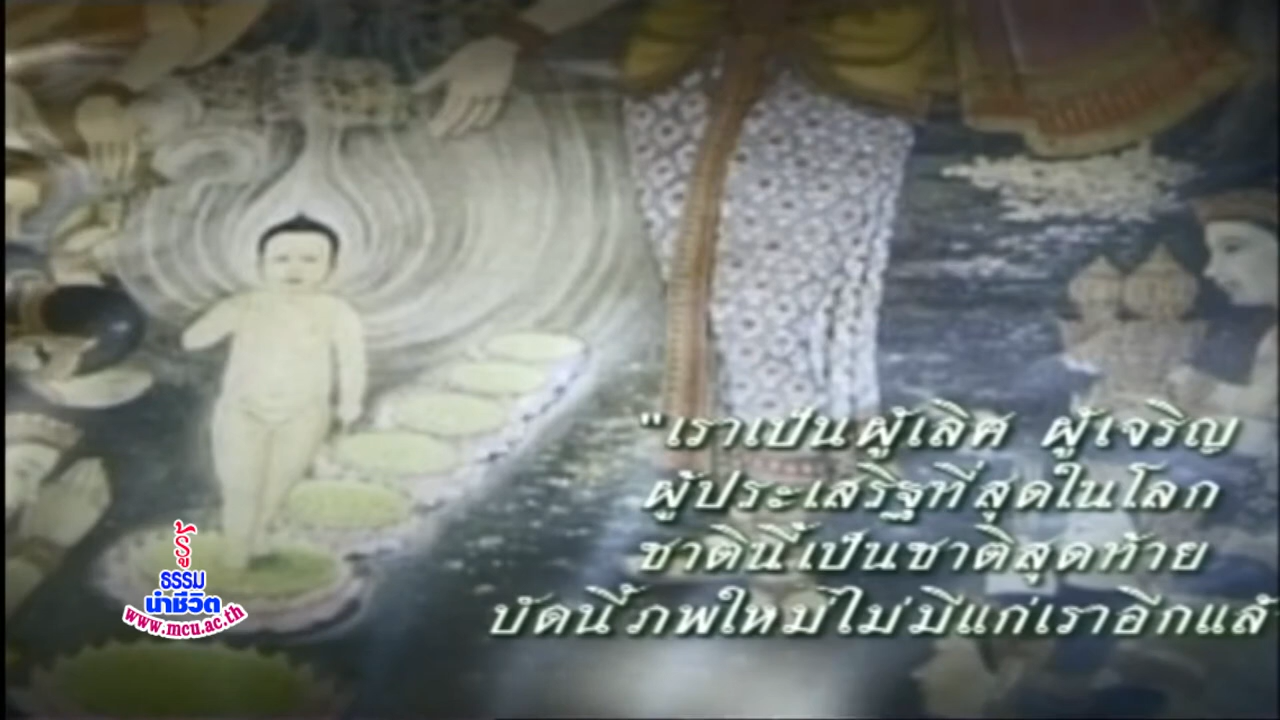 "เราเป็นผู้เลิศ ผู้เจริญ
ผู้ประเสริฐที่สุดในโลก
ชาตินี้เป็นชาติสุดท้าย
บัดนี้ภพใหม่ไม่มีแก่เราอีกแล้
รู้
ธรรม
นำชีวิต
www.mcu.ac.th